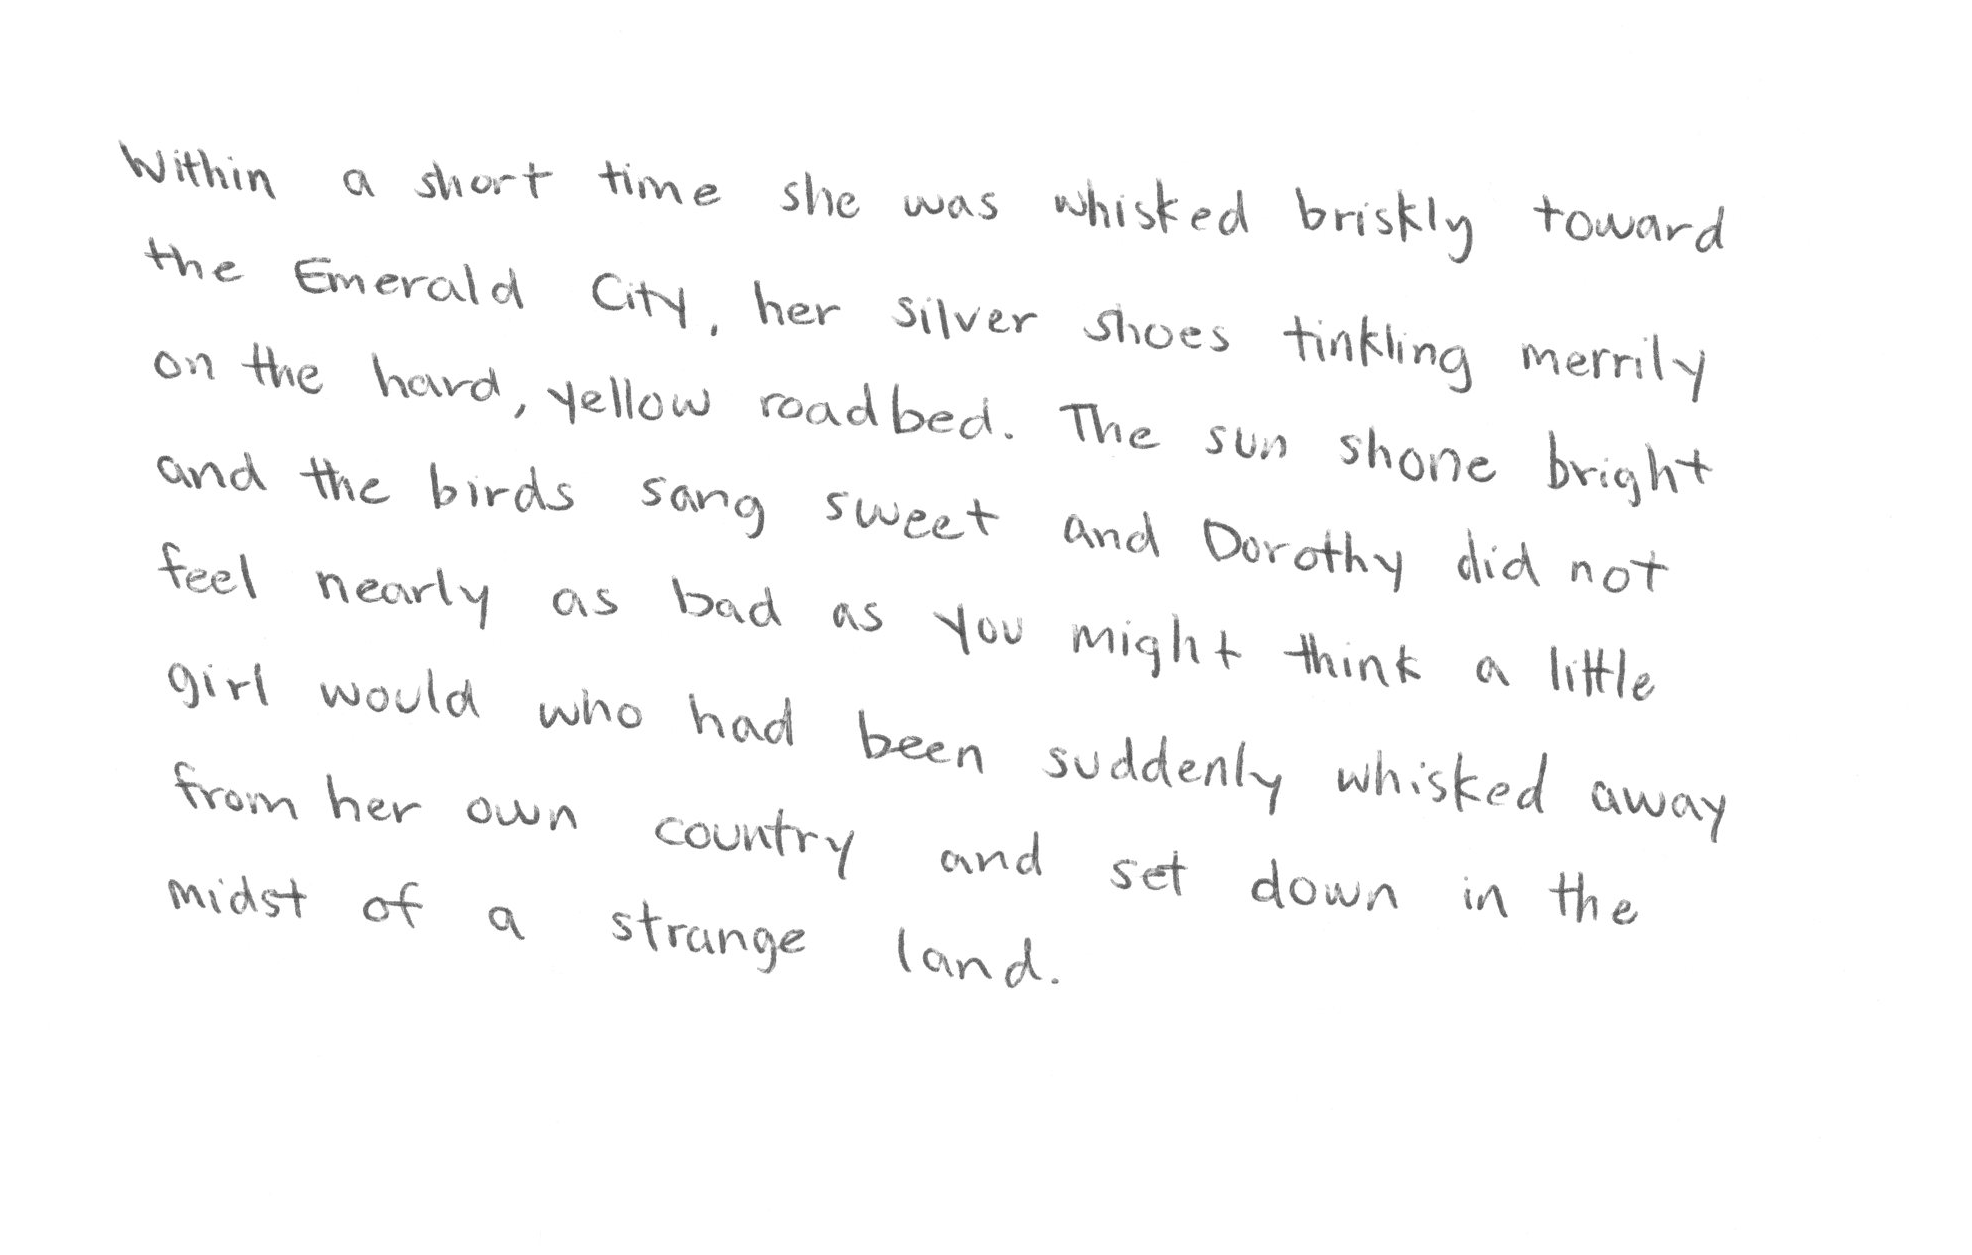 Within a short time she was whisked briskly toward
the Emerald City, her silver shoes tinkling merrily
on the hard, yellow roadbed. The sun shone bright
and the birds sang sweet and Dorothy did not
feel nearly as bad as you might think a little
girl would who had been suddenly whisked away
from her own country and set down in the
midst of a strange land.